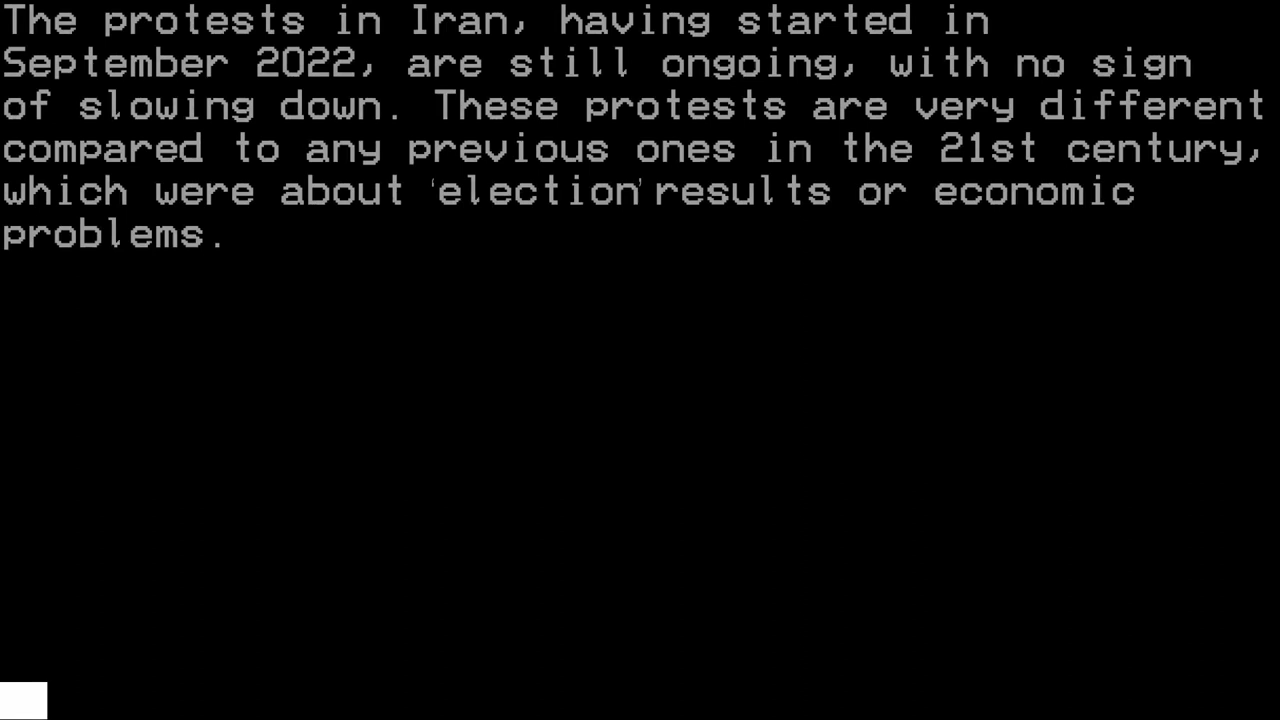 The protests in Iran, having started in
September 2022, are still ongoing, with no sign
of slowing down. These protests are very different
compared to any previous ones in the 21st century,
which were about 'election' results or economic
problems.